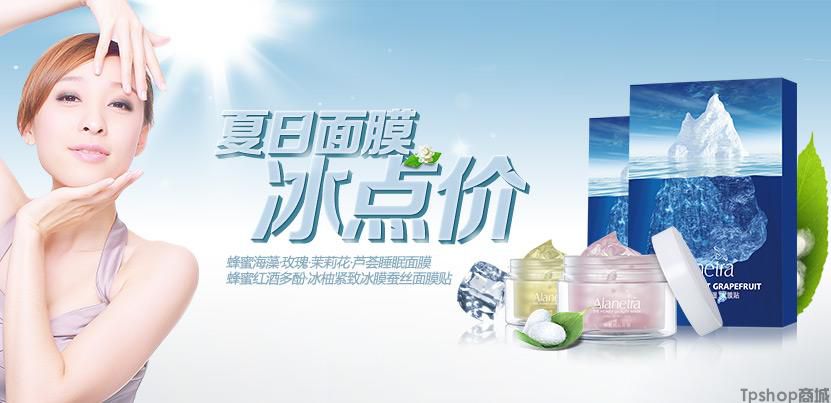 夏日面膜
冰点价
蜂蜜海藻·玫瑰·茉莉花·芦荟睡眠面膜
蜂蜜红酒多酚·冰柚紧致冰膜蚕丝面膜贴
Alanetra
GRAPEFRUIT
膜贴
Alanetra
Alanetra
Tpshop商城